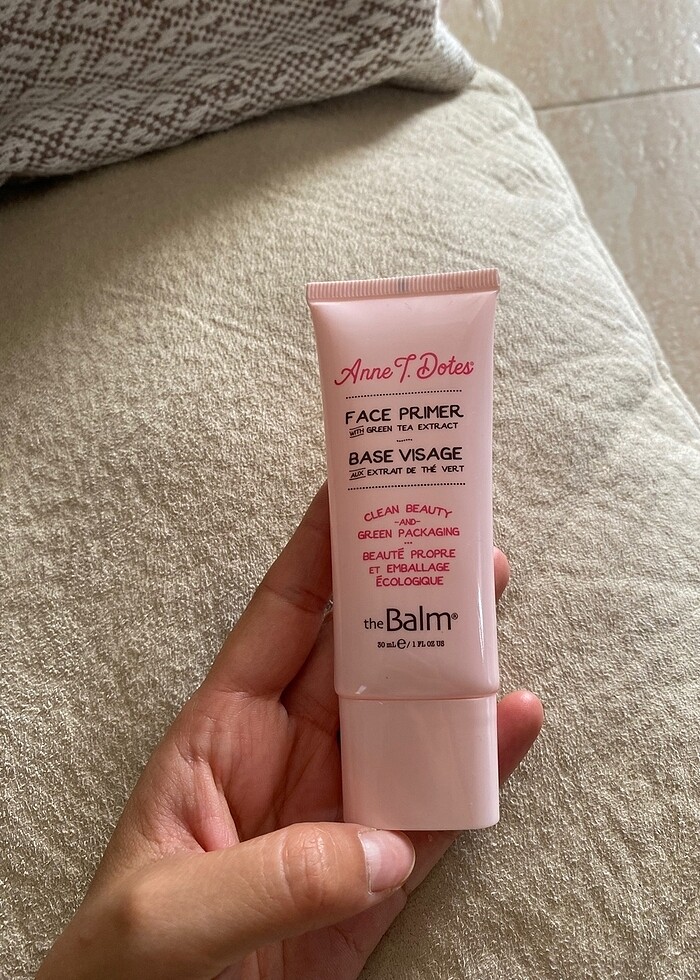 Anne T. Dotes®
FACE PRIMER
WITH GREEN TEA EXTRACT
BASE VISAGE
AUX EXTRAIT DE THÉ VERT
CLEAN BEAUTY
-AND-
GREEN PACKAGING
BEAUTÉ PROPRE
ET EMBALLAGE
ÉCOLOGIQUE
theBalm®
30 mL ℮ / 1 FL OZ US